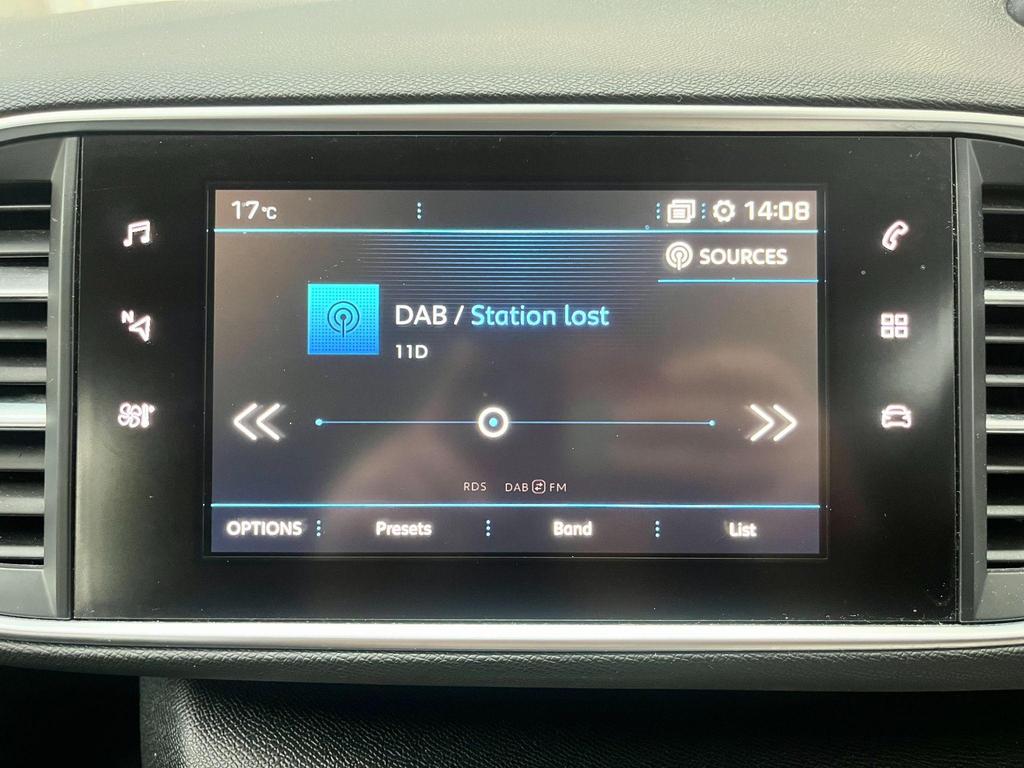 17°C
14:08
SOURCES
DAB / Station lost
11D
N
RDS DAB FM
OPTIONS Presets Band List